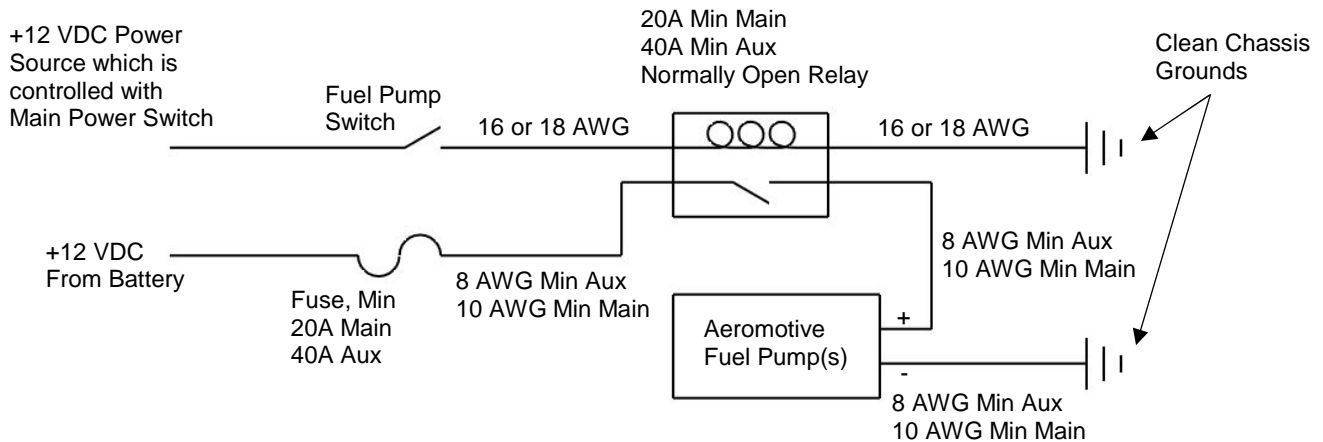 20A Min Main
40A Min Aux
Normally Open Relay
+12 VDC Power
Source which is
controlled with
Main Power Switch
Clean Chassis
Grounds
Fuel Pump
Switch
16 or 18 AWG
16 or 18 AWG
+12 VDC
From Battery
Fuse, Min
20A Main
40A Aux
8 AWG Min Aux
10 AWG Min Main
8 AWG Min Aux
10 AWG Min Main
Aeromotive
Fuel Pump(s)
+
-
8 AWG Min Aux
10 AWG Min Main